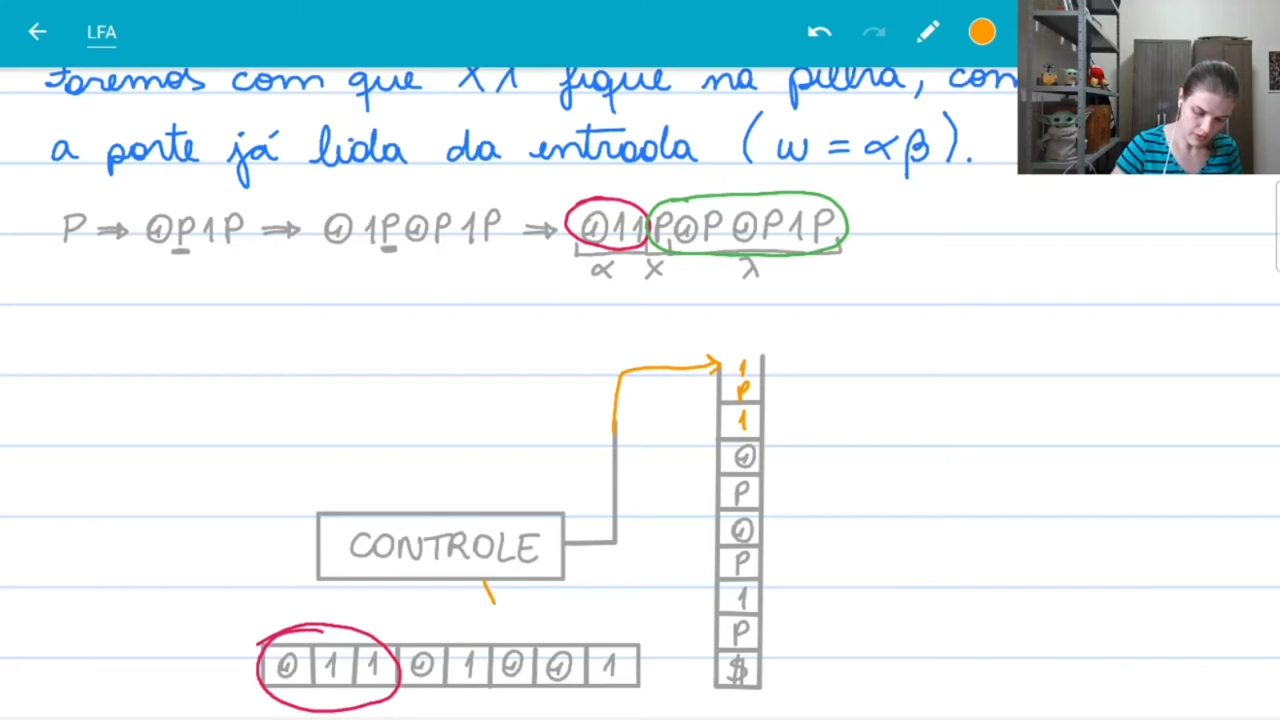 LFA
Faremos com que Xλ fique na pilha, com
a parte já lida da entrada (w = αβ).
P ⇒ 0P1P ⇒ 01P0P1P ⇒ 011P0P0P1P
α X λ
1
P
1
0
P
0
CONTROLE
P
1
P
0 1 1 0 1 0 0 1
$